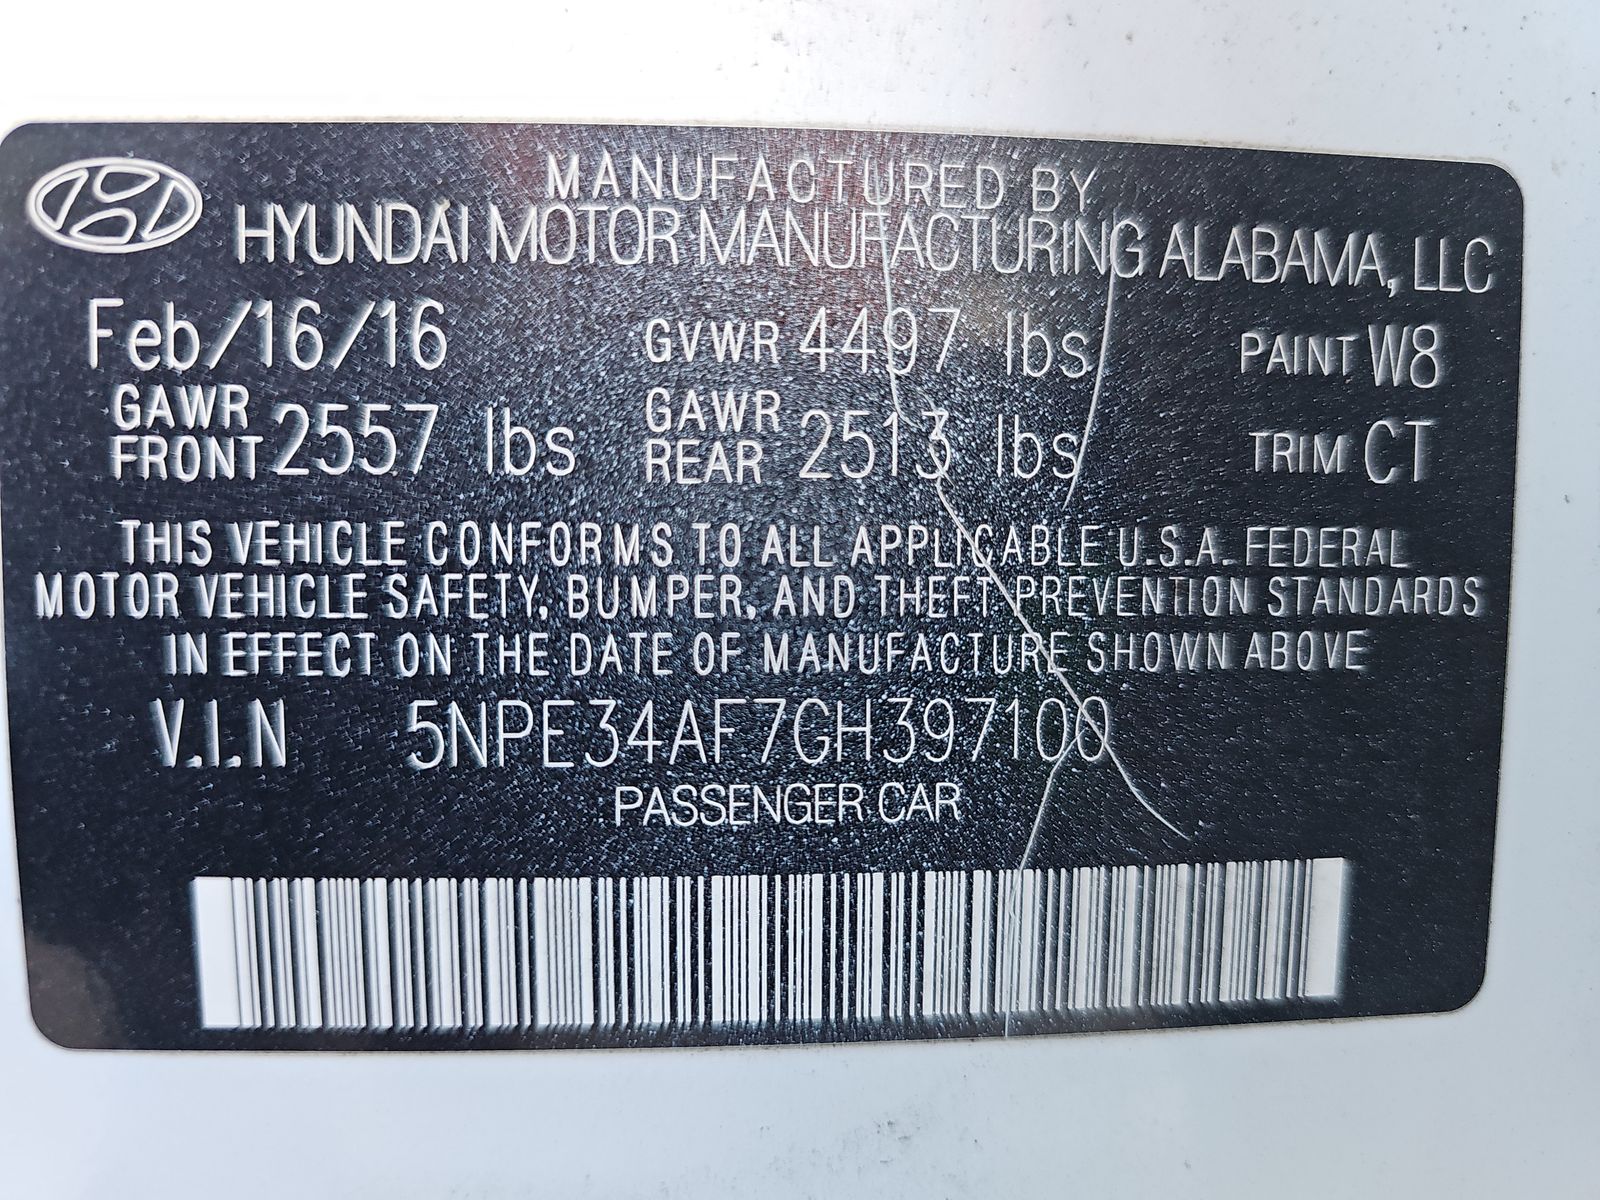 MANUFACTURED BY
HYUNDAI MOTOR MANUFACTURING ALABAMA, LLC
Feb/16/16 GVWR 4497 lbs PAINT W8
GAWR FRONT 2557 lbs GAWR REAR 2513 lbs TRIM CT
THIS VEHICLE CONFORMS TO ALL APPLICABLE U.S.A. FEDERAL
MOTOR VEHICLE SAFETY, BUMPER, AND THEFT PREVENTION STANDARDS
IN EFFECT ON THE DATE OF MANUFACTURE SHOWN ABOVE
V.I.N 5NPE34AF7GH397100
PASSENGER CAR